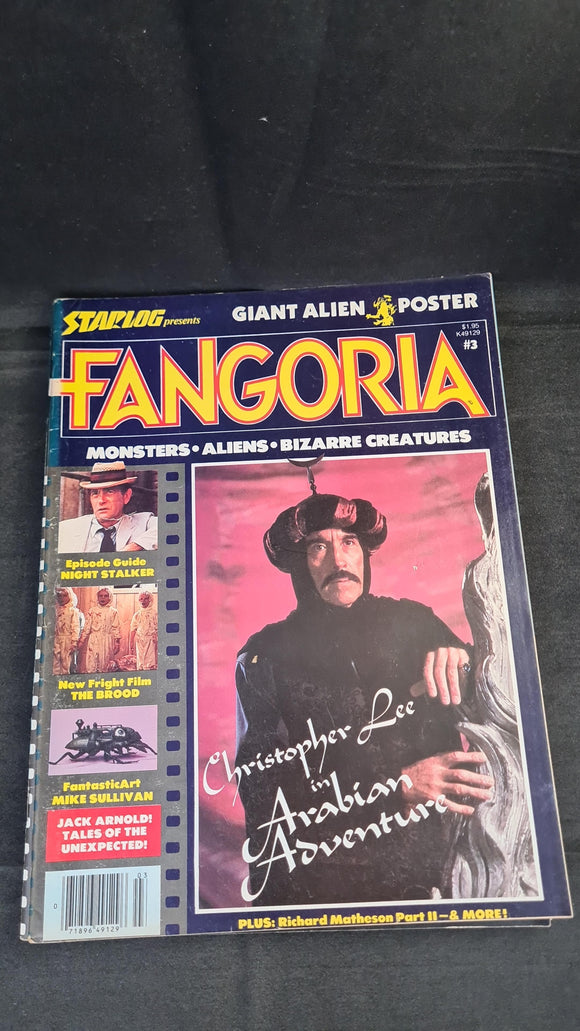 STARLOG presents
GIANT ALIEN POSTER
$1.95
K49129
#3
FANGORIA
MONSTERS • ALIENS • BIZARRE CREATURES
Episode Guide
NIGHT STALKER
New Fright Film
THE BROOD
FantasticArt
MIKE SULLIVAN
JACK ARNOLD!
TALES OF THE
UNEXPECTED!
Christopher Lee
in
Arabian
Adventure
03
0
71896 49129
PLUS: Richard Matheson Part II—& MORE!